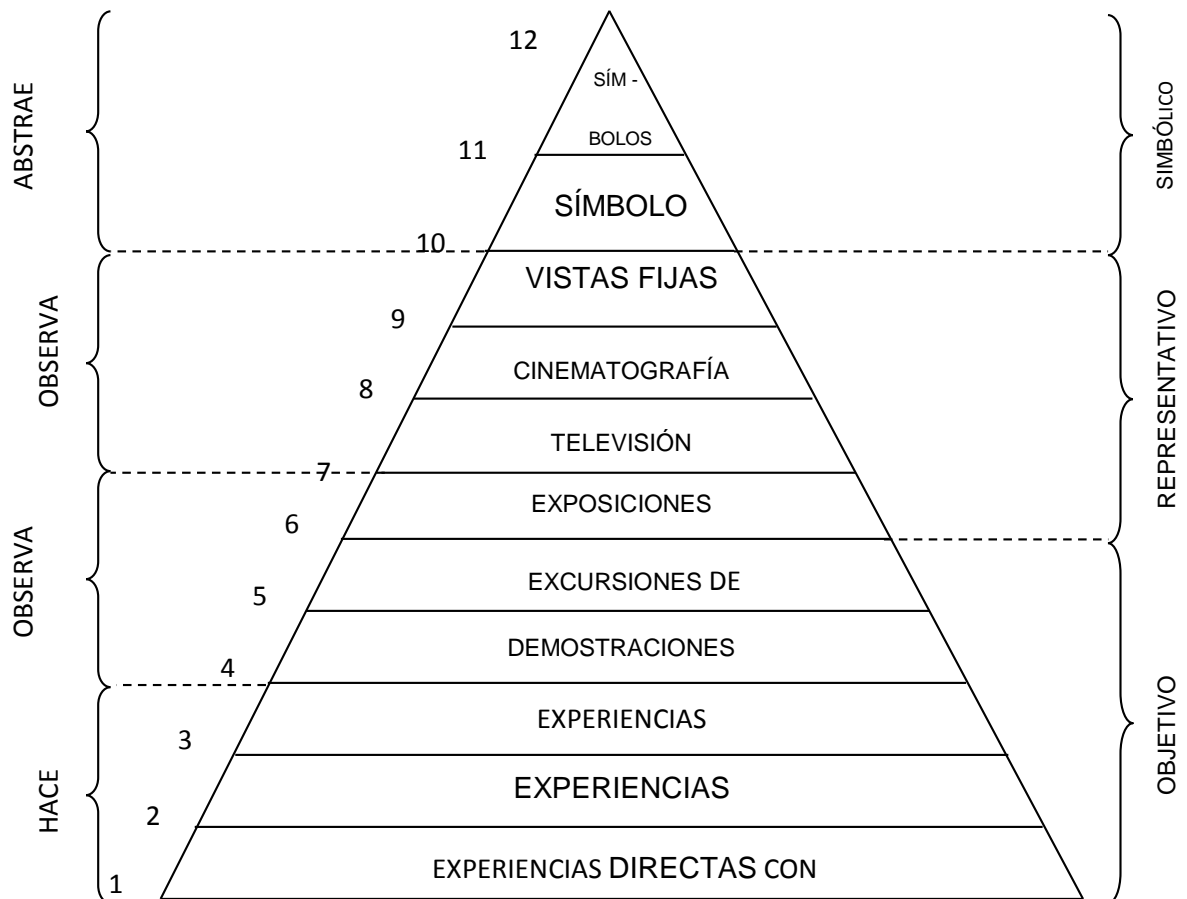 12
SÍM -
BOLOS
11
SÍMBOLO
10
VISTAS FIJAS
9
CINEMATOGRAFÍA
8
TELEVISIÓN
7
EXPOSICIONES
6
EXCURSIONES DE
5
DEMOSTRACIONES
4
EXPERIENCIAS
3
EXPERIENCIAS
2
EXPERIENCIAS DIRECTAS CON
1
ABSTRAE
OBSERVA
OBSERVA
HACE
SIMBÓLICO
REPRESENTATIVO
OBJETIVO